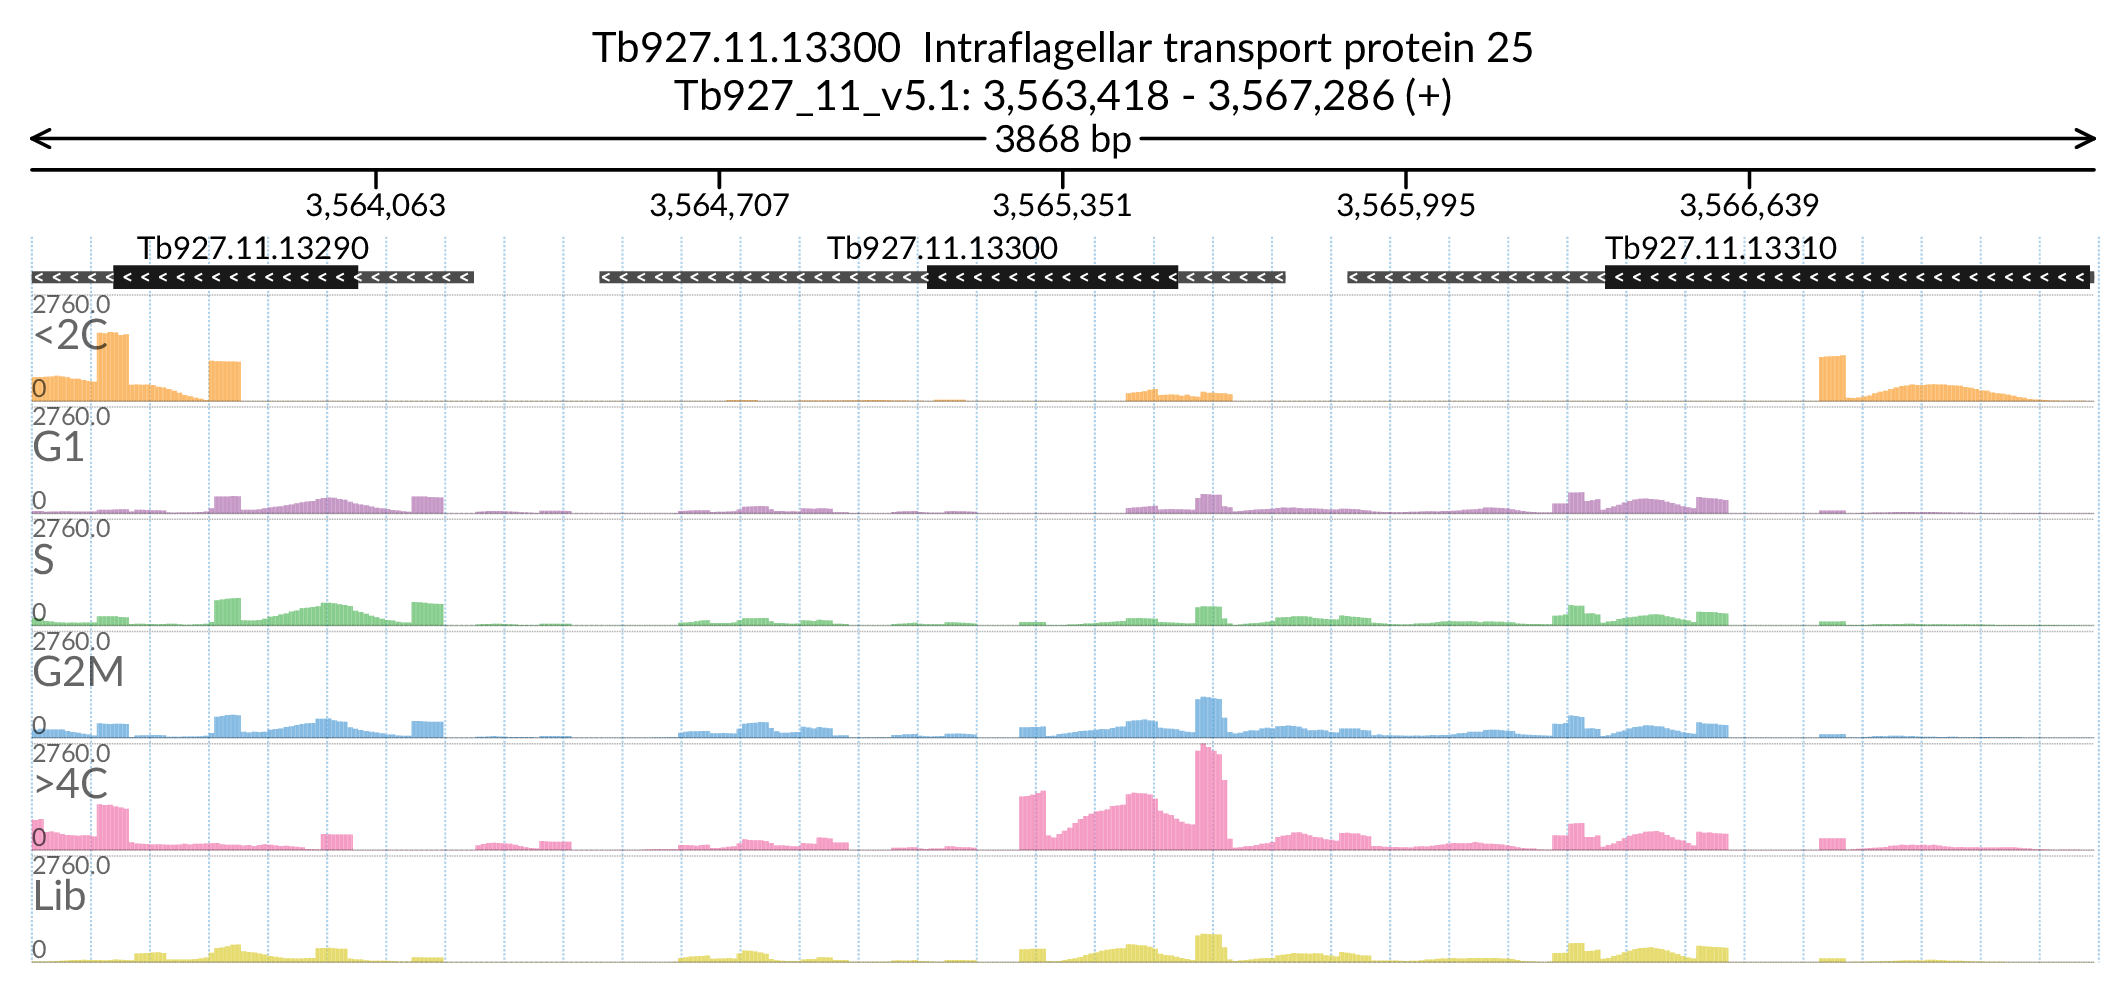 Tb927.11.13300  Intraflagellar transport protein 25
Tb927_11_v5.1: 3,563,418 - 3,567,286 (+)
3868 bp
3,564,063 3,564,707 3,565,351 3,565,995 3,566,639
Tb927.11.13290 Tb927.11.13300 Tb927.11.13310
2760.0
<2C
0
2760.0
G1
0
2760.0
S
0
2760.0
G2M
0
2760.0
>4C
0
2760.0
Lib
0